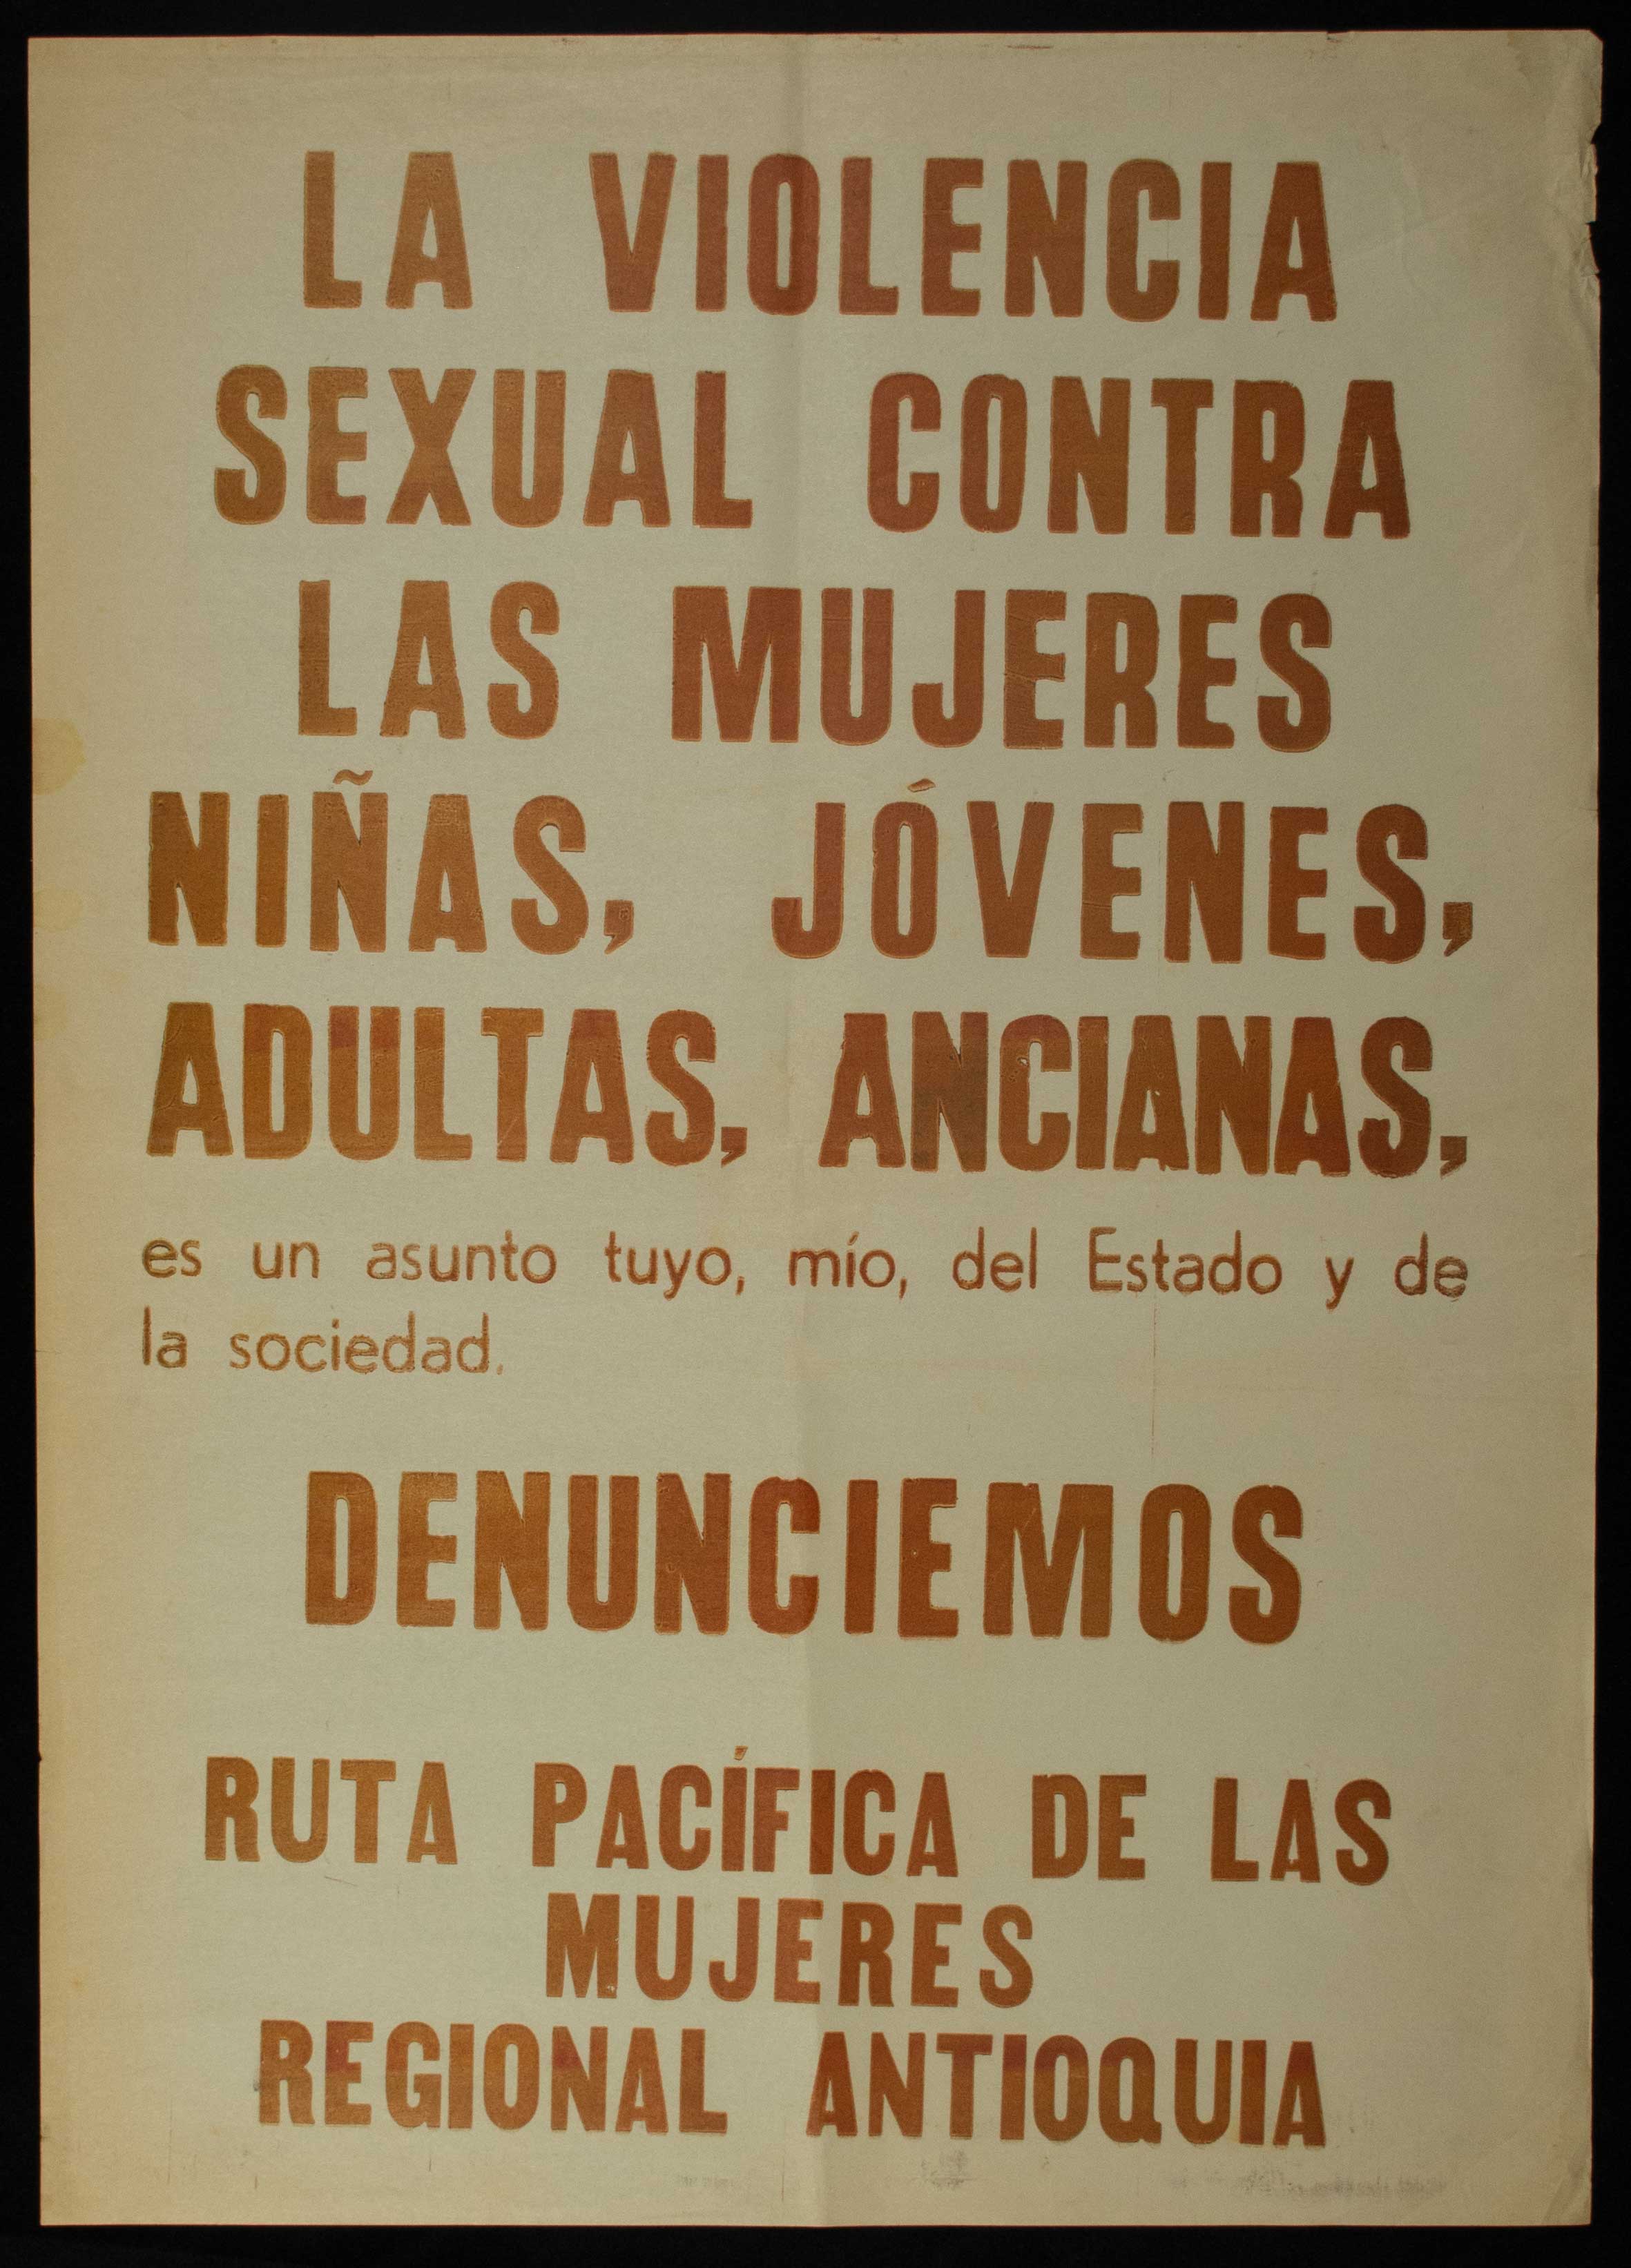 LA VIOLENCIA
SEXUAL CONTRA
LAS MUJERES
NIÑAS, JÓVENES,
ADULTAS, ANCIANAS,
es un asunto tuyo, mío, del Estado y de
la sociedad.
DENUNCIEMOS
RUTA PACÍFICA DE LAS
MUJERES
REGIONAL ANTIOQUIA